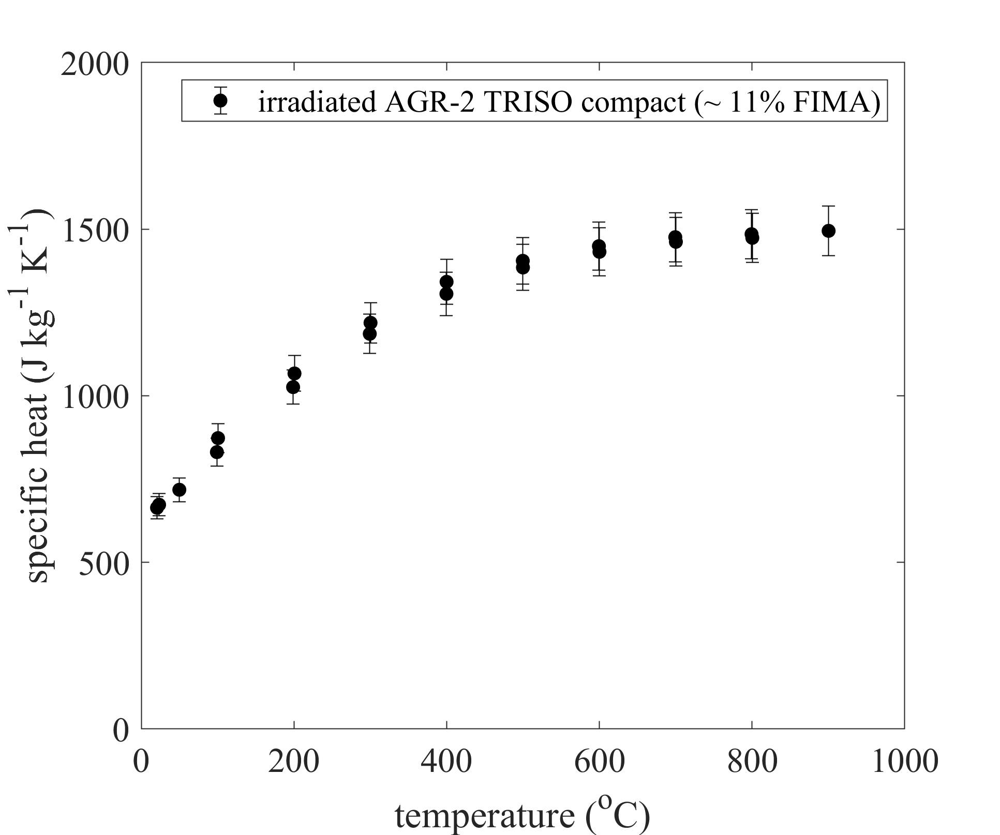 irradiated AGR-2 TRISO compact (~ 11% FIMA)
2000
1500
1000
500
0
specific heat (J kg⁻¹ K⁻¹)
0 200 400 600 800 1000
temperature (°C)